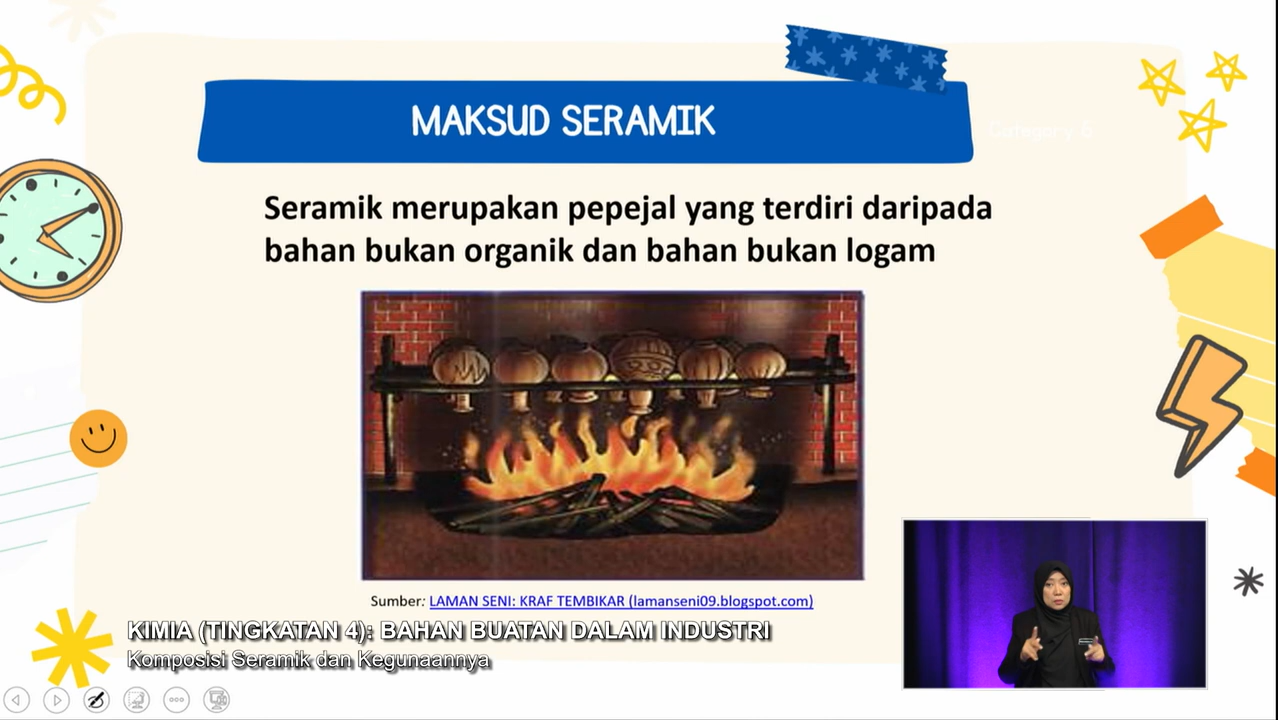 MAKSUD SERAMIK
Category 6
Seramik merupakan pepejal yang terdiri daripada
bahan bukan organik dan bahan bukan logam
Sumber: LAMAN SENI: KRAF TEMBIKAR (lamanseni09.blogspot.com)
KIMIA (TINGKATAN 4): BAHAN BUATAN DALAM INDUSTRI
Komposisi Seramik dan Kegunaannya